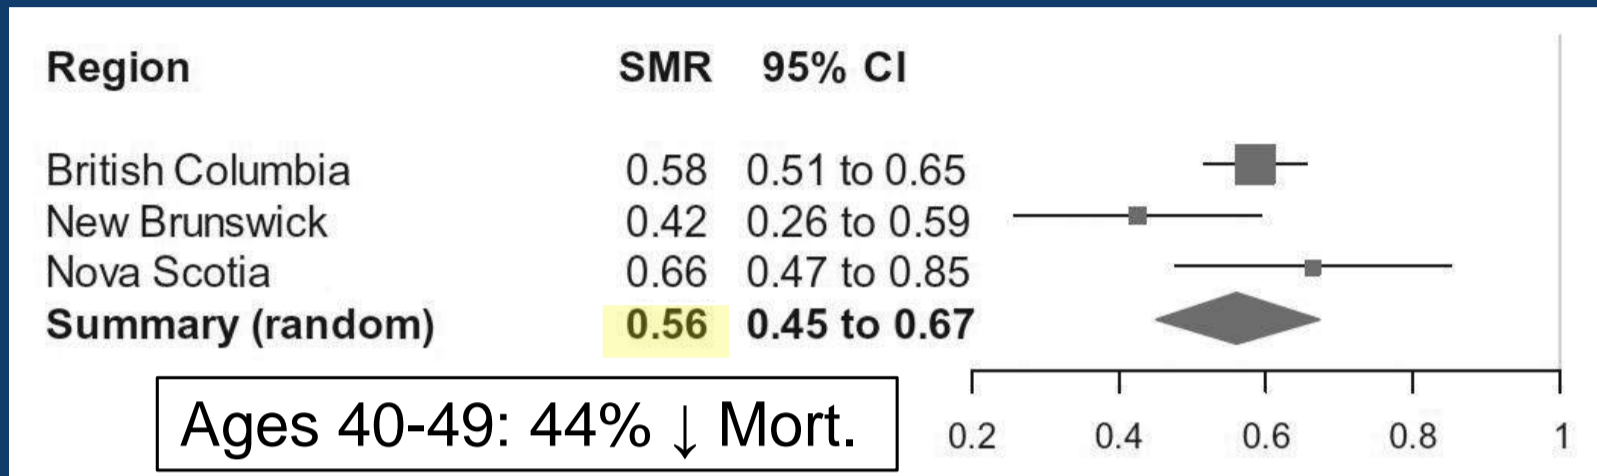 Region SMR 95% CI
British Columbia 0.58 0.51 to 0.65
New Brunswick 0.42 0.26 to 0.59
Nova Scotia 0.66 0.47 to 0.85
Summary (random) 0.56 0.45 to 0.67
Ages 40-49: 44% ↓ Mort.
0.2 0.4 0.6 0.8 1